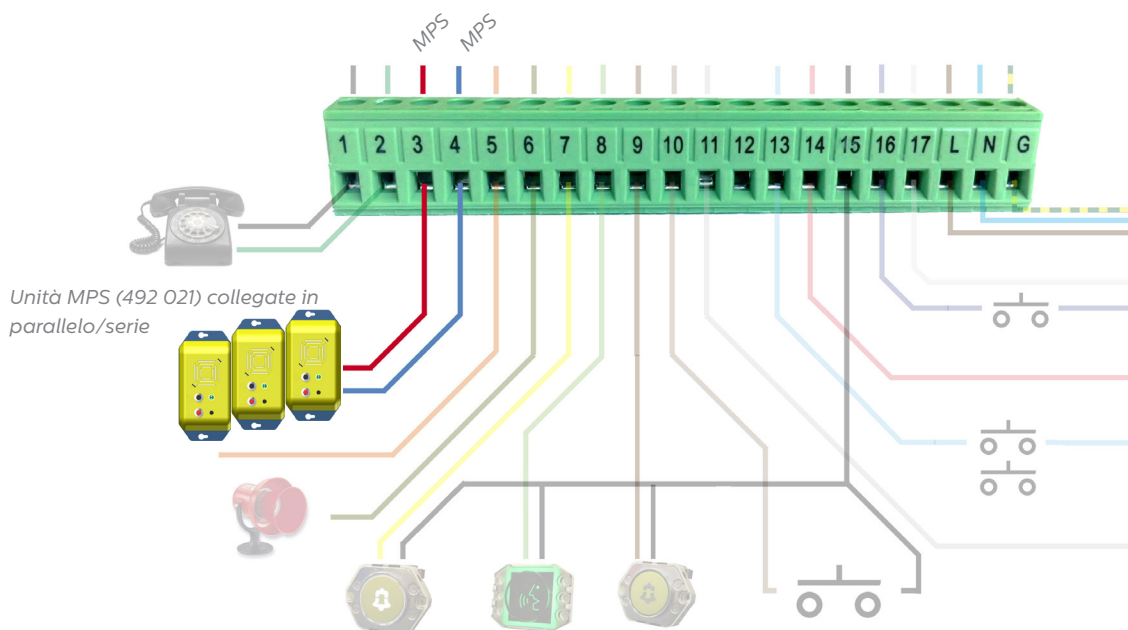 MPS MPS
1 2 3 4 5 6 7 8 9 10 11 12 13 14 15 16 17 L N G
Unità MPS (492 021) collegate in
parallelo/serie